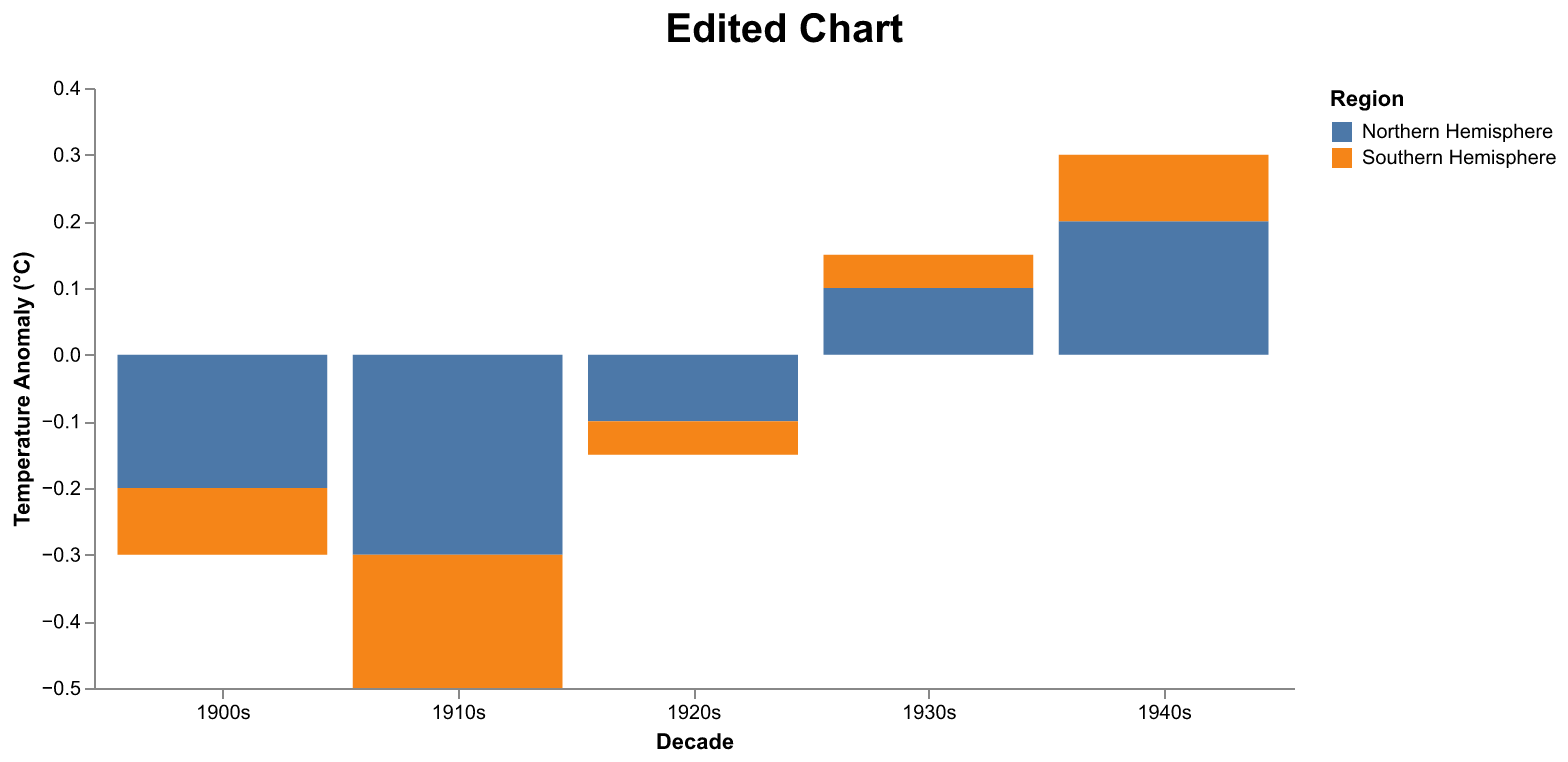 Edited Chart
Region
Northern Hemisphere
Southern Hemisphere
Temperature Anomaly (°C)
0.4
0.3
0.2
0.1
0.0
−0.1
−0.2
−0.3
−0.4
−0.5
1900s 1910s 1920s 1930s 1940s
Decade